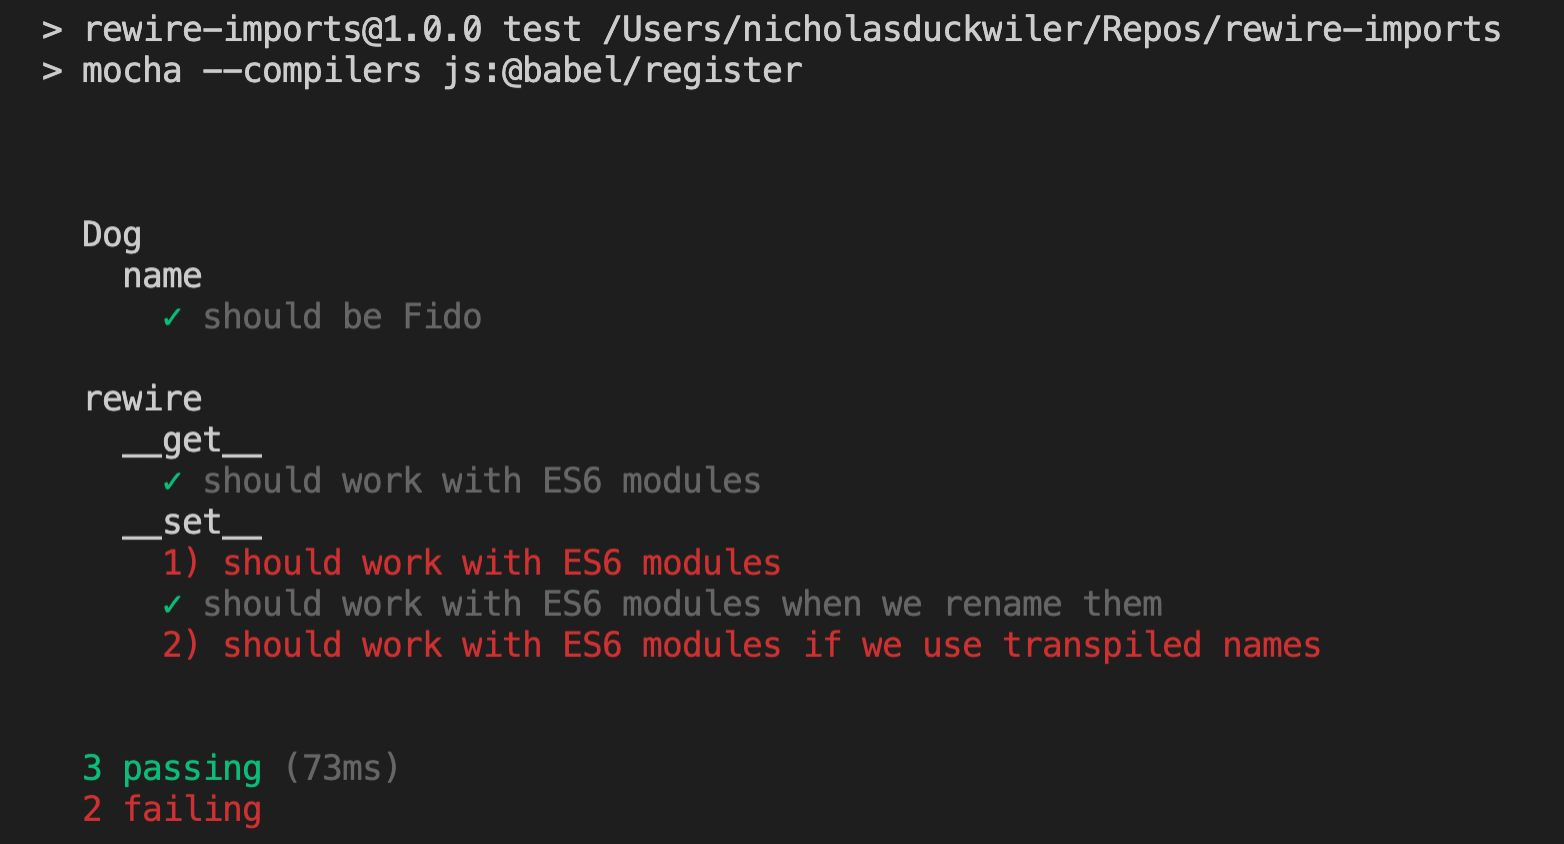 > rewire-imports@1.0.0 test /Users/nicholasduckwiler/Repos/rewire-imports
> mocha --compilers js:@babel/register
Dog
name
✓ should be Fido
rewire
__get__
✓ should work with ES6 modules
__set__
1) should work with ES6 modules
✓ should work with ES6 modules when we rename them
2) should work with ES6 modules if we use transpiled names
3 passing (73ms)
2 failing